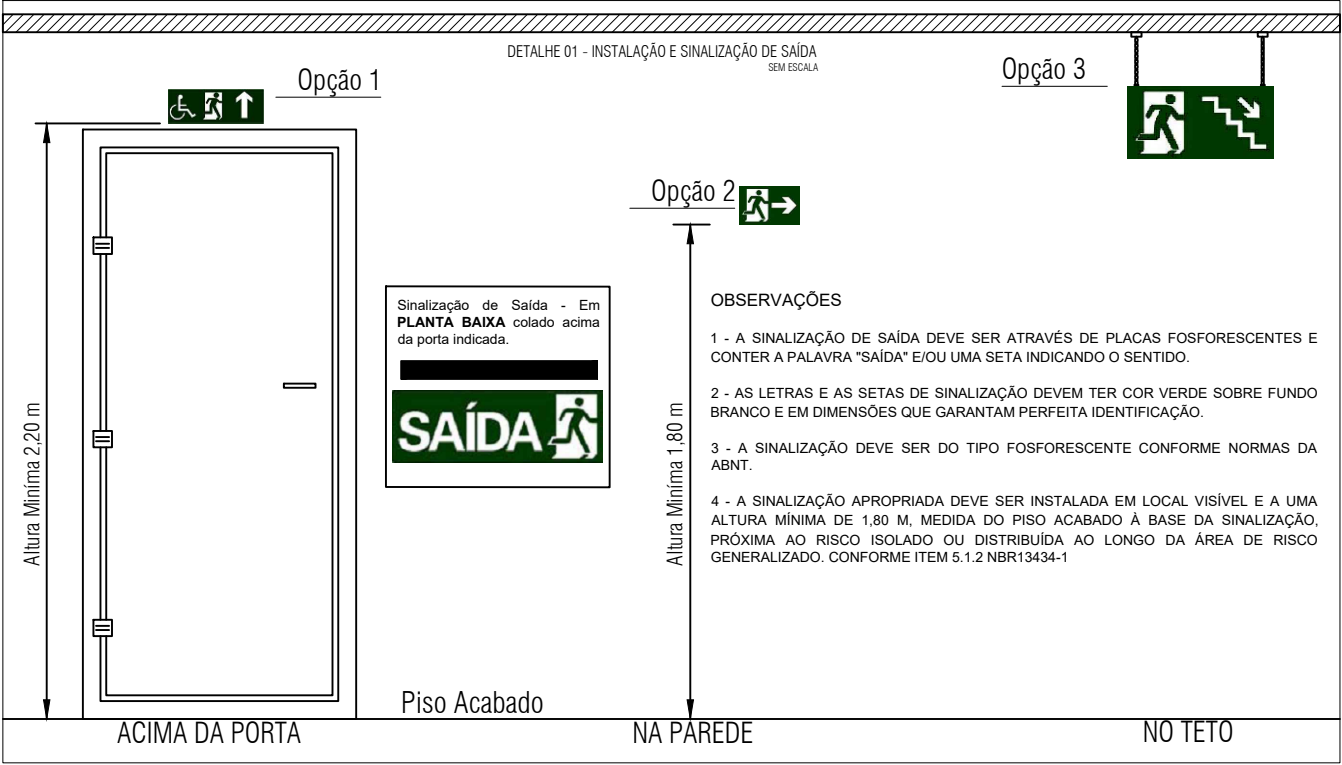 DETALHE 01 - INSTALAÇÃO E SINALIZAÇÃO DE SAÍDA
SEM ESCALA
Opção 1
Opção 3
Opção 2
Altura Miníma 2,20 m
Sinalização de Saída - Em
PLANTA BAIXA colado acima
da porta indicada.
SAÍDA
Altura Miníma 1,80 m
OBSERVAÇÕES
1 - A SINALIZAÇÃO DE SAÍDA DEVE SER ATRAVÉS DE PLACAS FOSFORESCENTES E
CONTER A PALAVRA "SAÍDA" E/OU UMA SETA INDICANDO O SENTIDO.
2 - AS LETRAS E AS SETAS DE SINALIZAÇÃO DEVEM TER COR VERDE SOBRE FUNDO
BRANCO E EM DIMENSÕES QUE GARANTAM PERFEITA IDENTIFICAÇÃO.
3 - A SINALIZAÇÃO DEVE SER DO TIPO FOSFORESCENTE CONFORME NORMAS DA
ABNT.
4 - A SINALIZAÇÃO APROPRIADA DEVE SER INSTALADA EM LOCAL VISÍVEL E A UMA
ALTURA MÍNIMA DE 1,80 M, MEDIDA DO PISO ACABADO À BASE DA SINALIZAÇÃO,
PRÓXIMA AO RISCO ISOLADO OU DISTRIBUÍDA AO LONGO DA ÁREA DE RISCO
GENERALIZADO. CONFORME ITEM 5.1.2 NBR13434-1
Piso Acabado
ACIMA DA PORTA
NA PAREDE
NO TETO